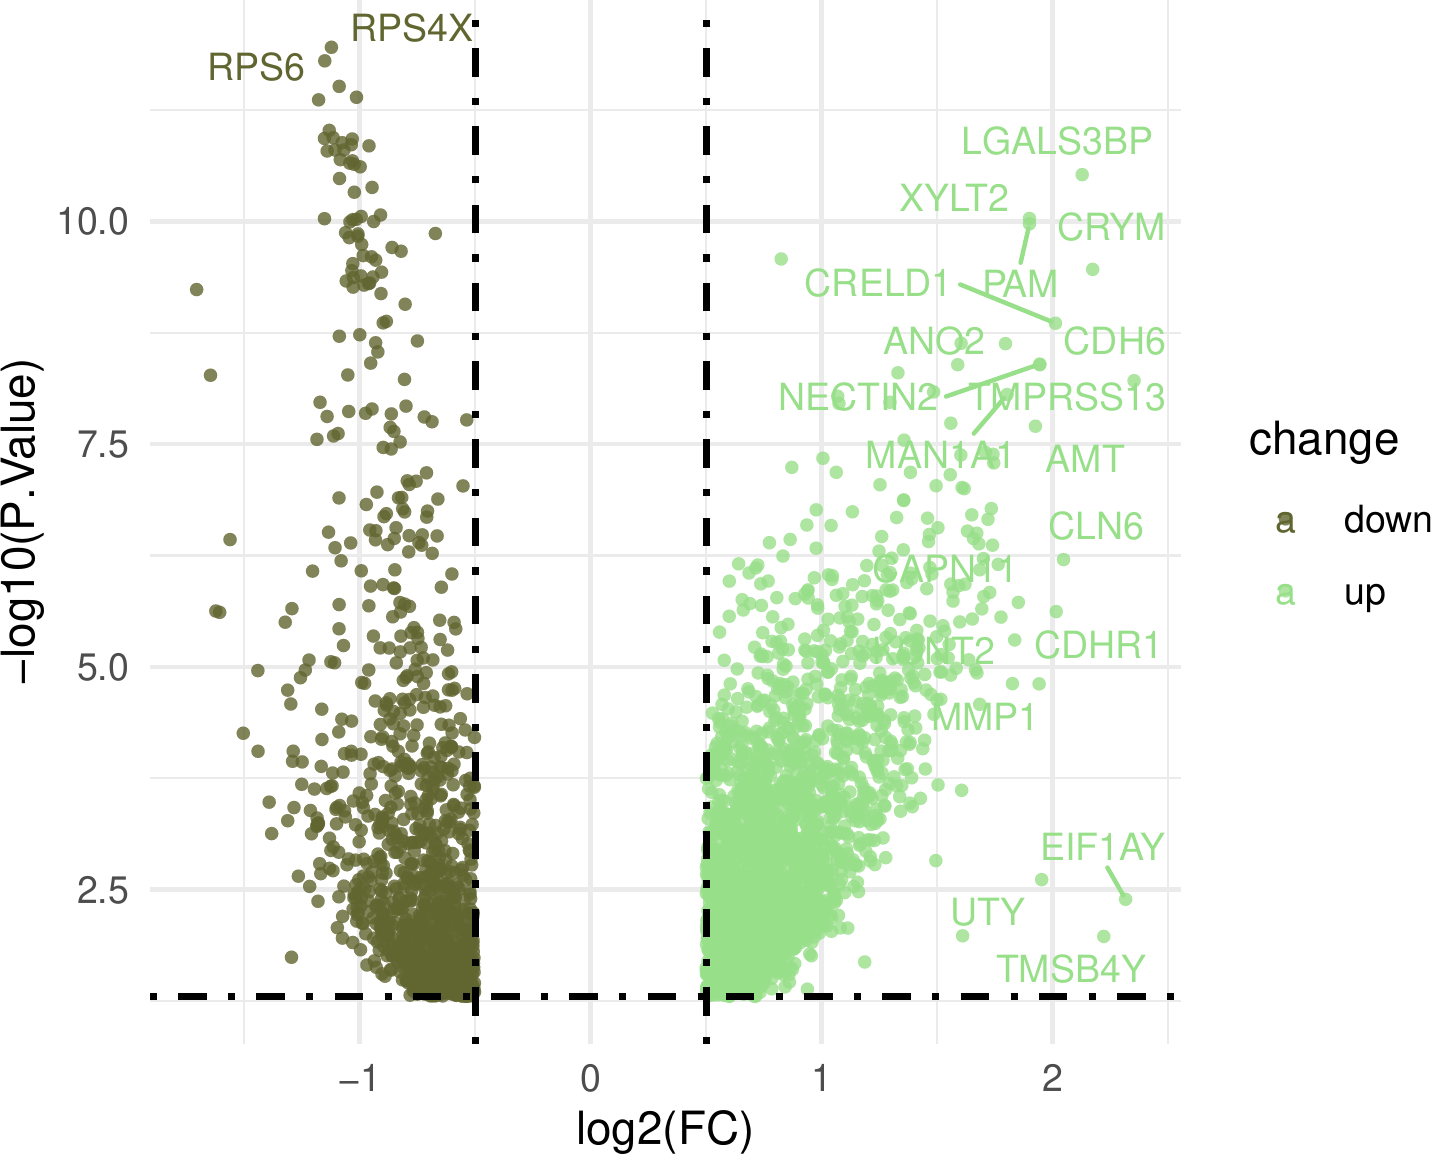 RPS4X
RPS6
LGALS3BP
XYLT2
CRYM
CRELD1
PAM
ANO2
CDH6
NECTIN2
TMPRSS13
MAN1A1
AMT
CLN6
CAPN11
NT2
CDHR1
MMP1
EIF1AY
UTY
TMSB4Y
10.0
7.5
5.0
2.5
−log10(P.Value)
−1
0
1
2
log2(FC)
change
a down
a up